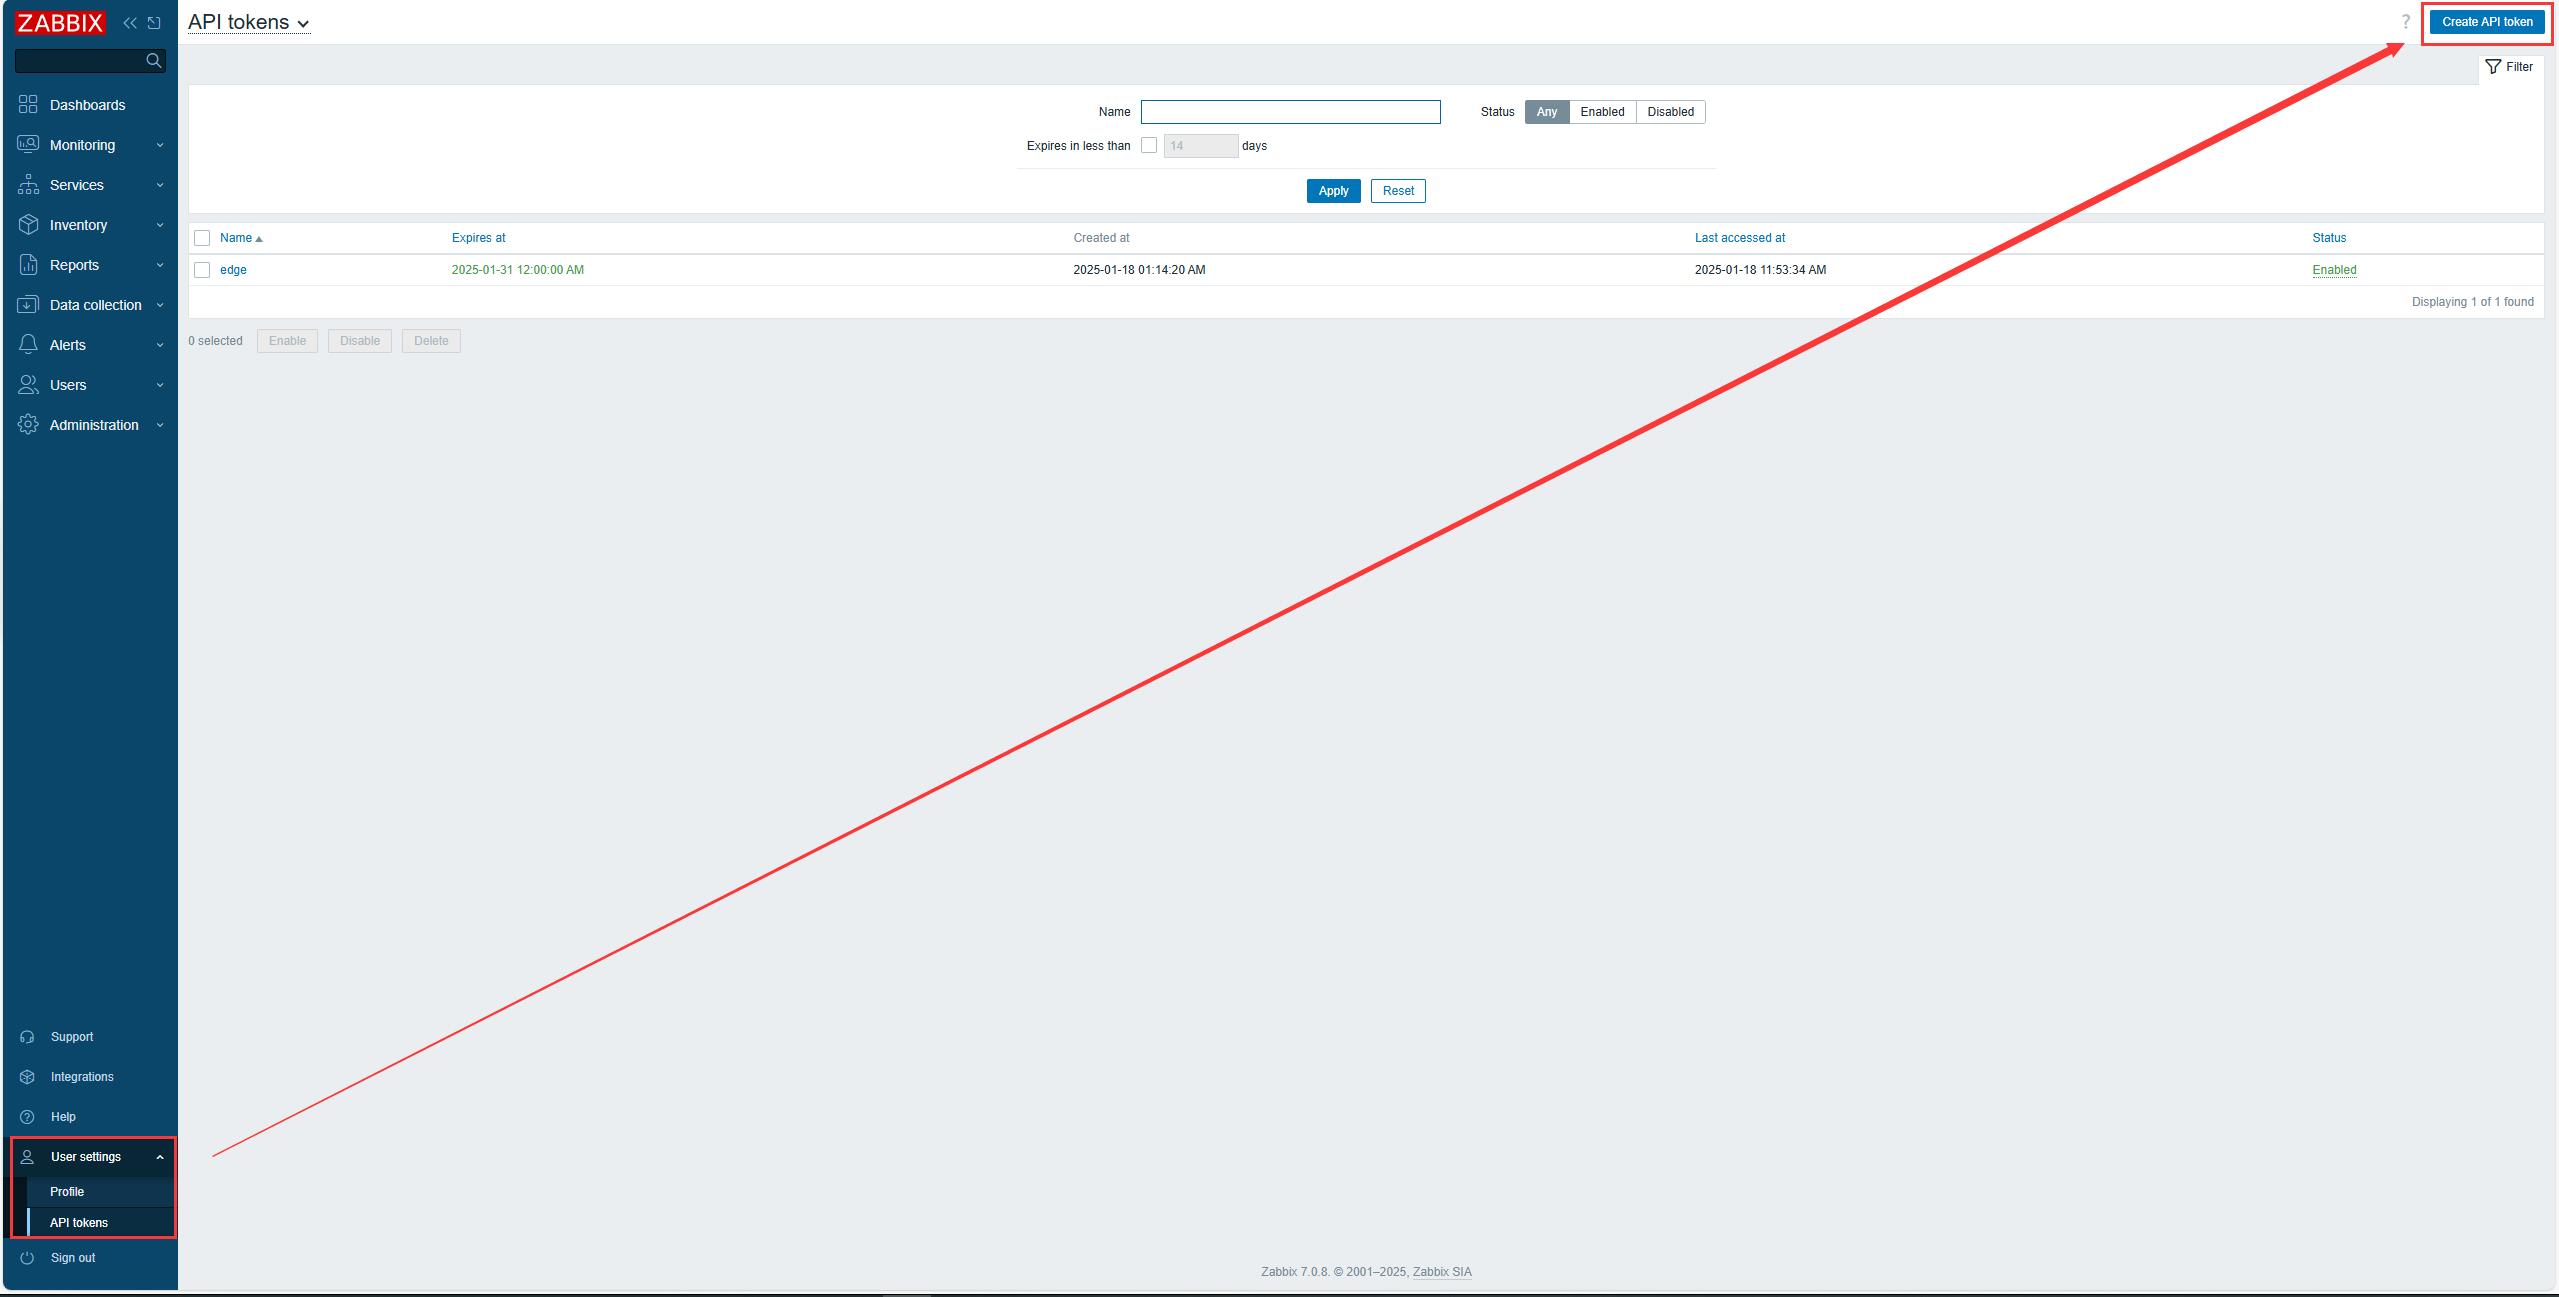 ZABBIX
API tokens
?
Create API token
Filter
Dashboards
Monitoring
Services
Inventory
Reports
Data collection
Alerts
Users
Administration
Support
Integrations
Help
User settings
Profile
API tokens
Sign out
Name
Status Any Enabled Disabled
Expires in less than 14 days
Apply Reset
Name Expires at Created at Last accessed at Status
edge 2025-01-31 12:00:00 AM 2025-01-18 01:14:20 AM 2025-01-18 11:53:34 AM Enabled
Displaying 1 of 1 found
0 selected Enable Disable Delete
Zabbix 7.0.8. © 2001–2025, Zabbix SIA